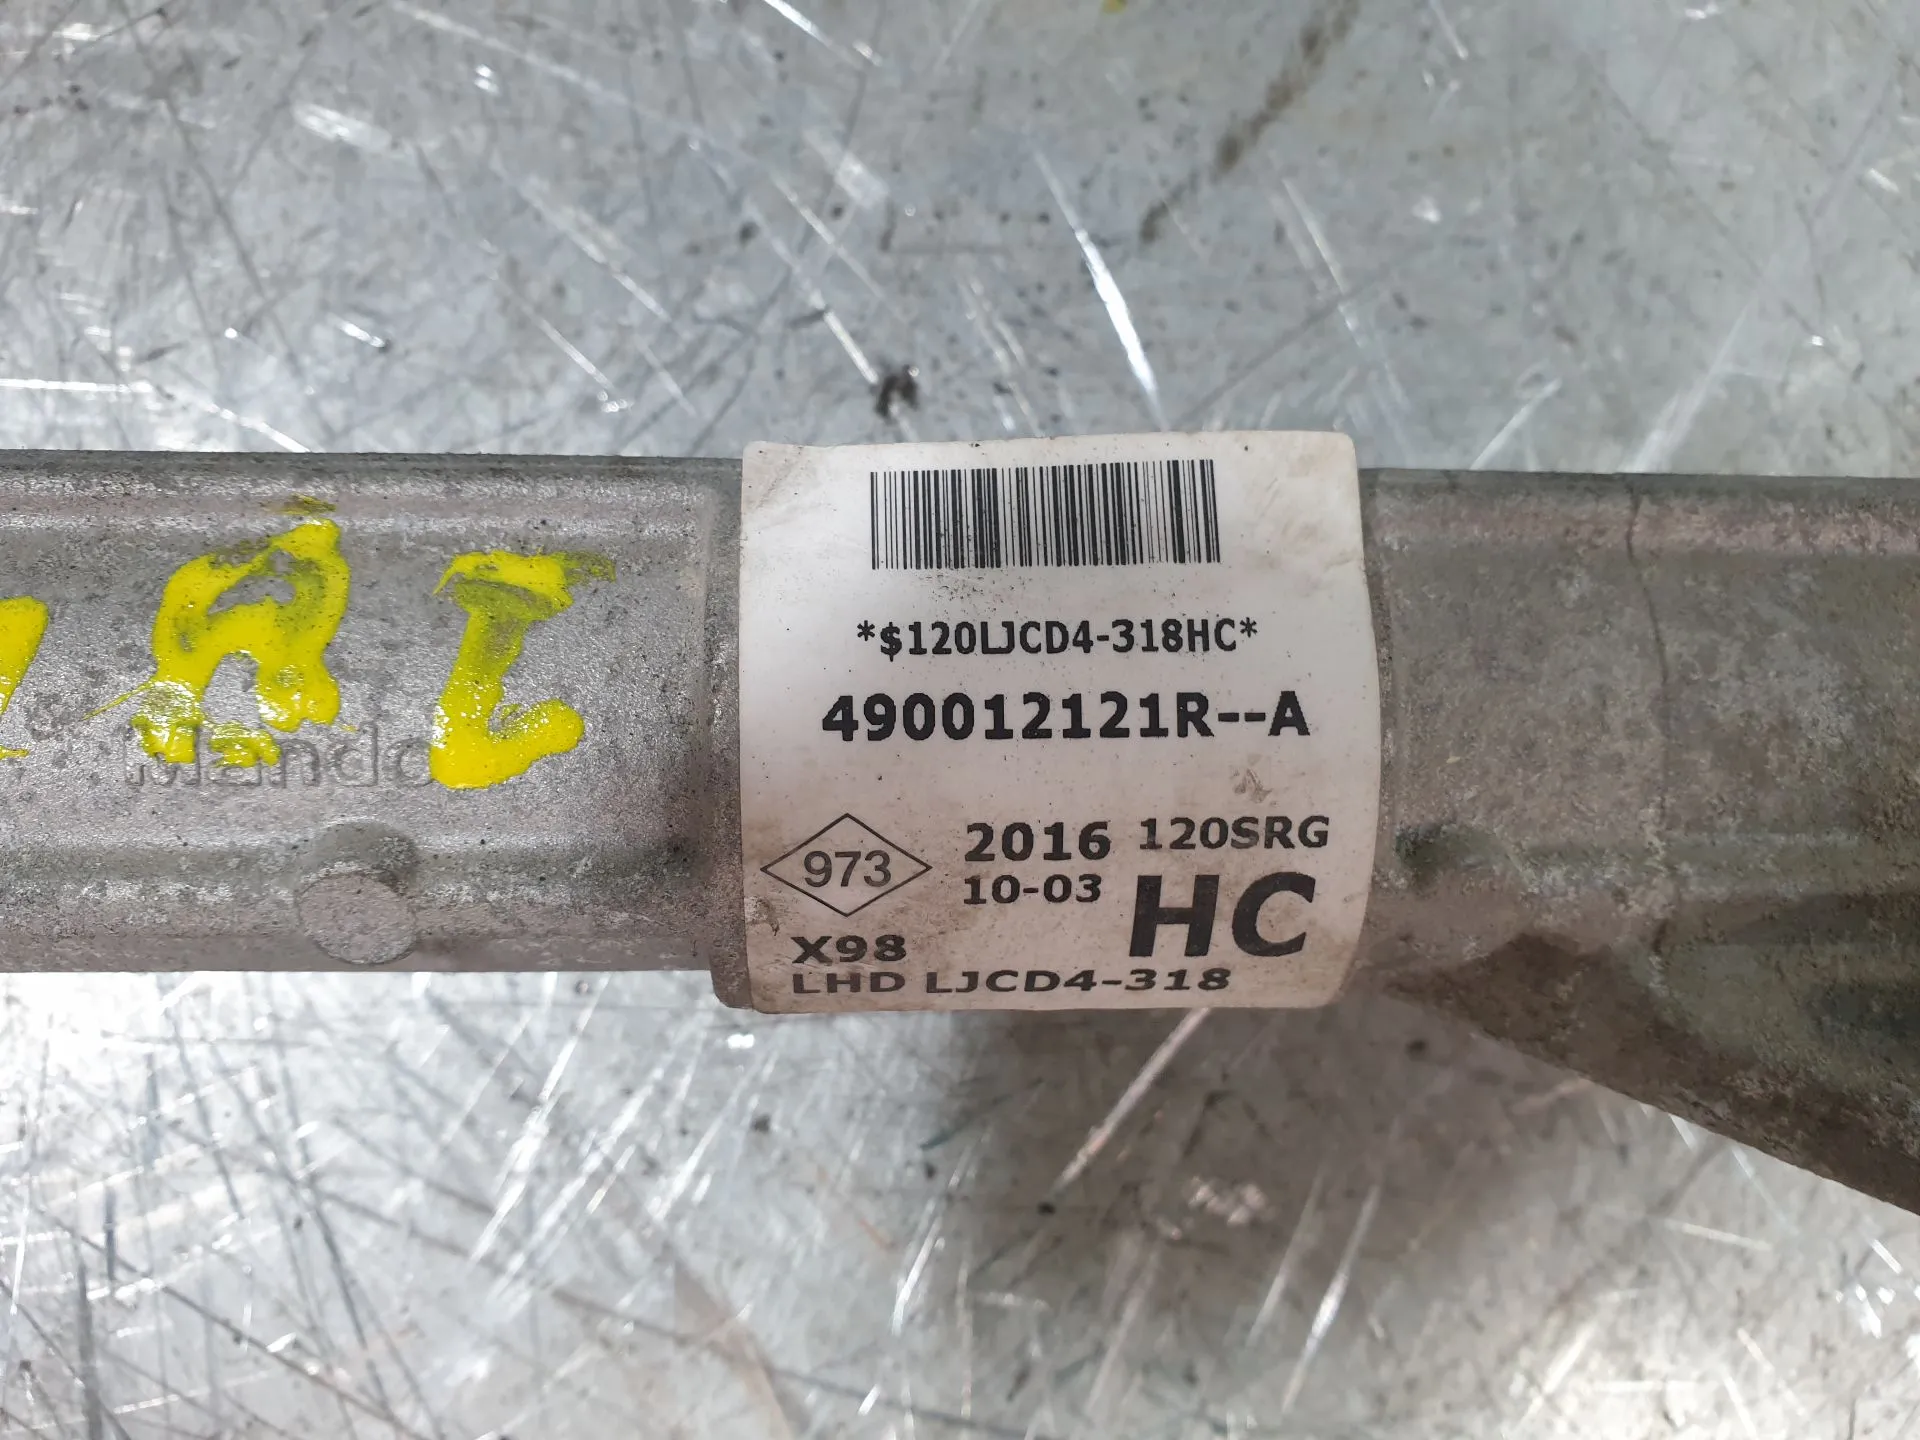 Mando
*$120LJCD4-318HC*
490012121R--A
973
2016 120SRG
10-03 HC
X98
LHD LJCD4-318